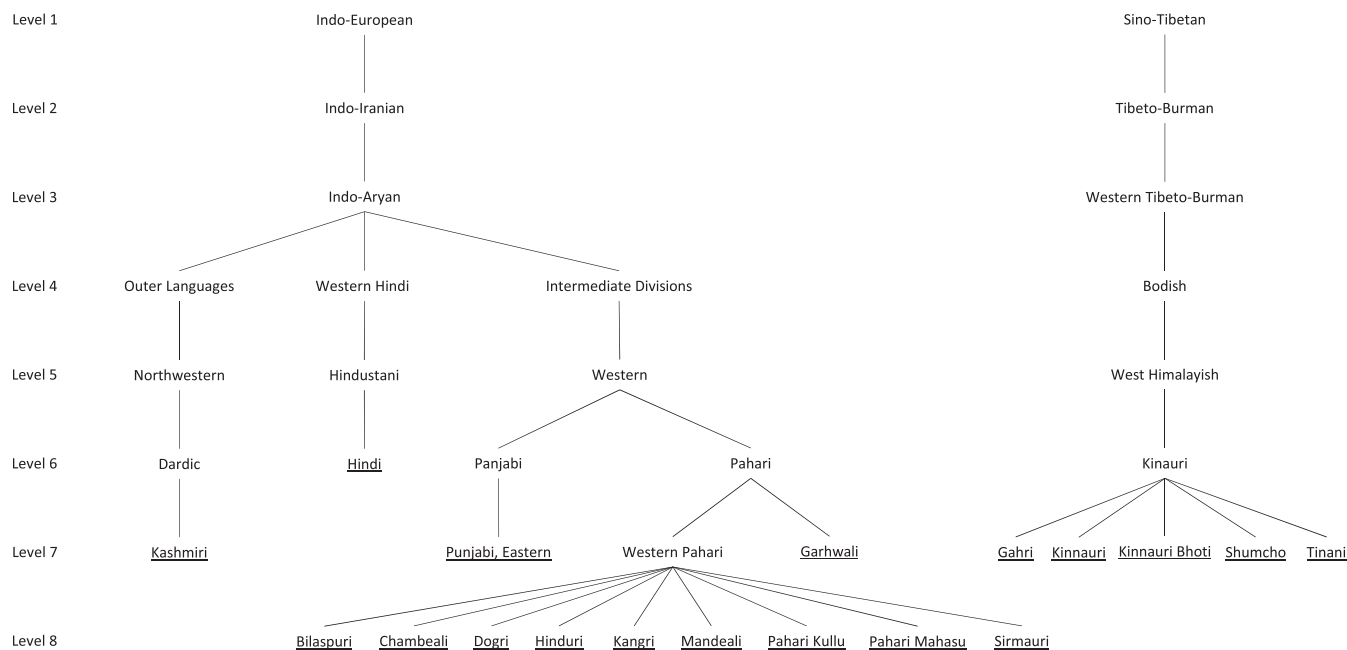 Level 1 Indo-European Sino-Tibetan
Level 2 Indo-Iranian Tibeto-Burman
Level 3 Indo-Aryan Western Tibeto-Burman
Level 4 Outer Languages Western Hindi Intermediate Divisions Bodish
Level 5 Northwestern Hindustani Western West Himalayish
Level 6 Dardic Hindi Panjabi Pahari Kinauri
Level 7 Kashmiri Punjabi, Eastern Western Pahari Garhwali Gahri Kinnauri Kinnauri Bhoti Shumcho Tinani
Level 8 Bilaspuri Chambeali Dogri Hinduri Kangri Mandeali Pahari Kullu Pahari Mahasu Sirmauri